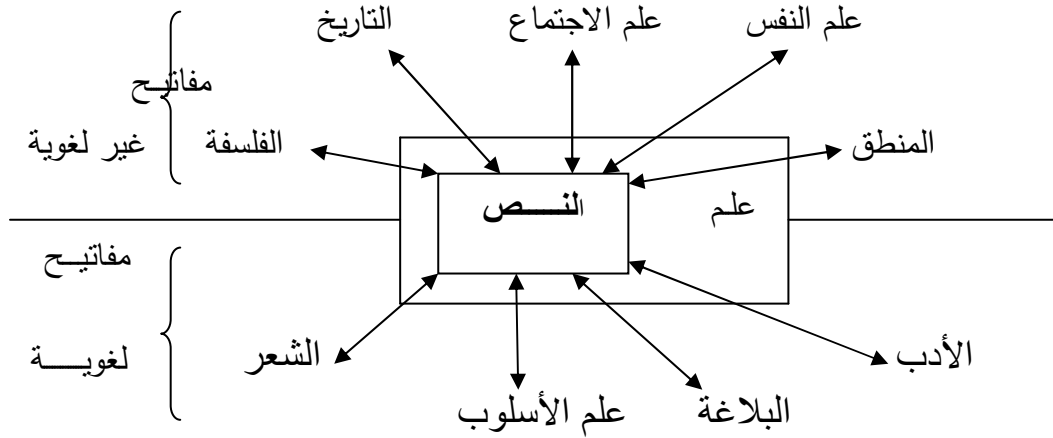 علم النفس علم الاجتماع التاريخ
مفاتيح
المنطق الفلسفة غير لغوية
علم النص
مفاتيح
الأدب الشعر لغوية
البلاغة علم الأسلوب